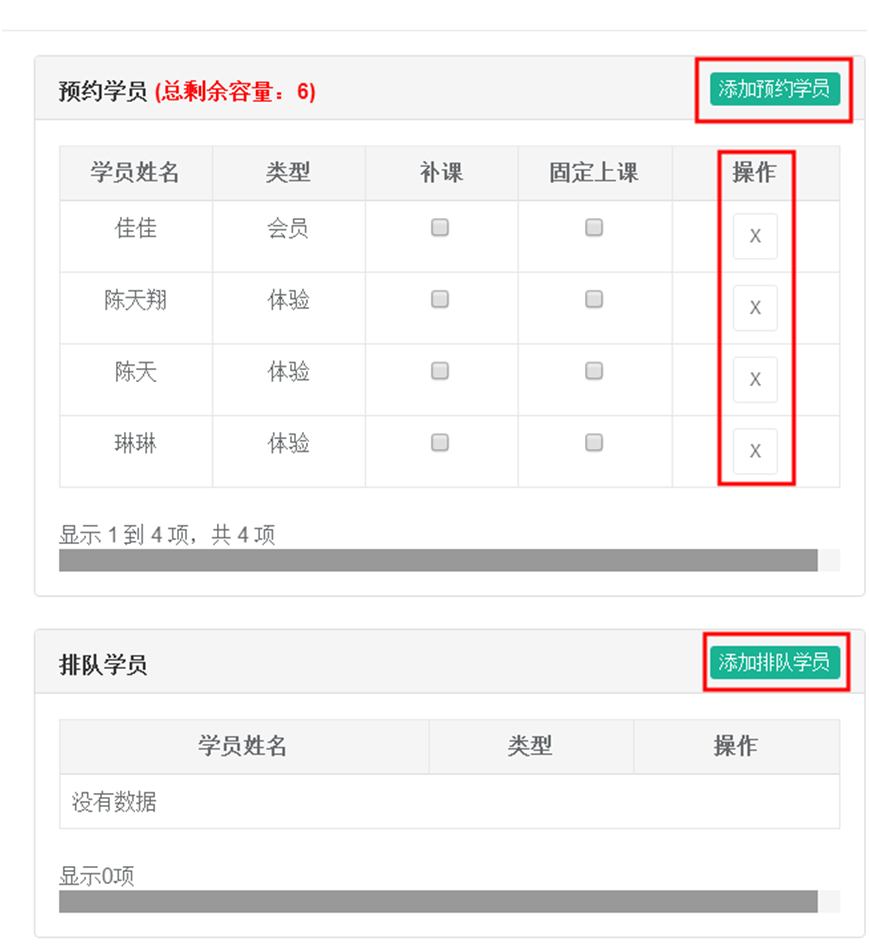 预约学员 (总剩余容量：6) 添加预约学员
学员姓名 类型 补课 固定上课 操作
佳佳 会员 X
陈天翔 体验 X
陈天 体验 X
琳琳 体验 X
显示 1 到 4 项，共 4 项
排队学员 添加排队学员
学员姓名 类型 操作
没有数据
显示0项